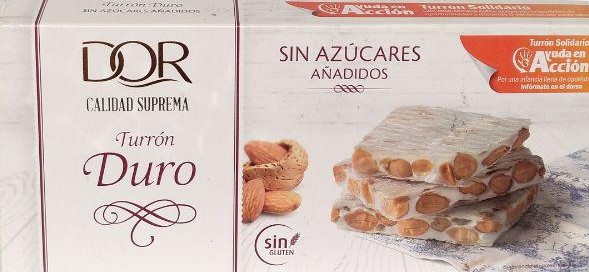 Turrón Duro
SIN AZÚCARES AÑADIDOS
DOR
CALIDAD SUPREMA
Turrón
Duro
SIN AZÚCARES
AÑADIDOS
sin
GLUTEN
Turrón Solidario
Ayuda en
Acción
Turrón Solidario
Ayuda en
Acción
Por una infancia llena de oportun
Infórmate en el dorso